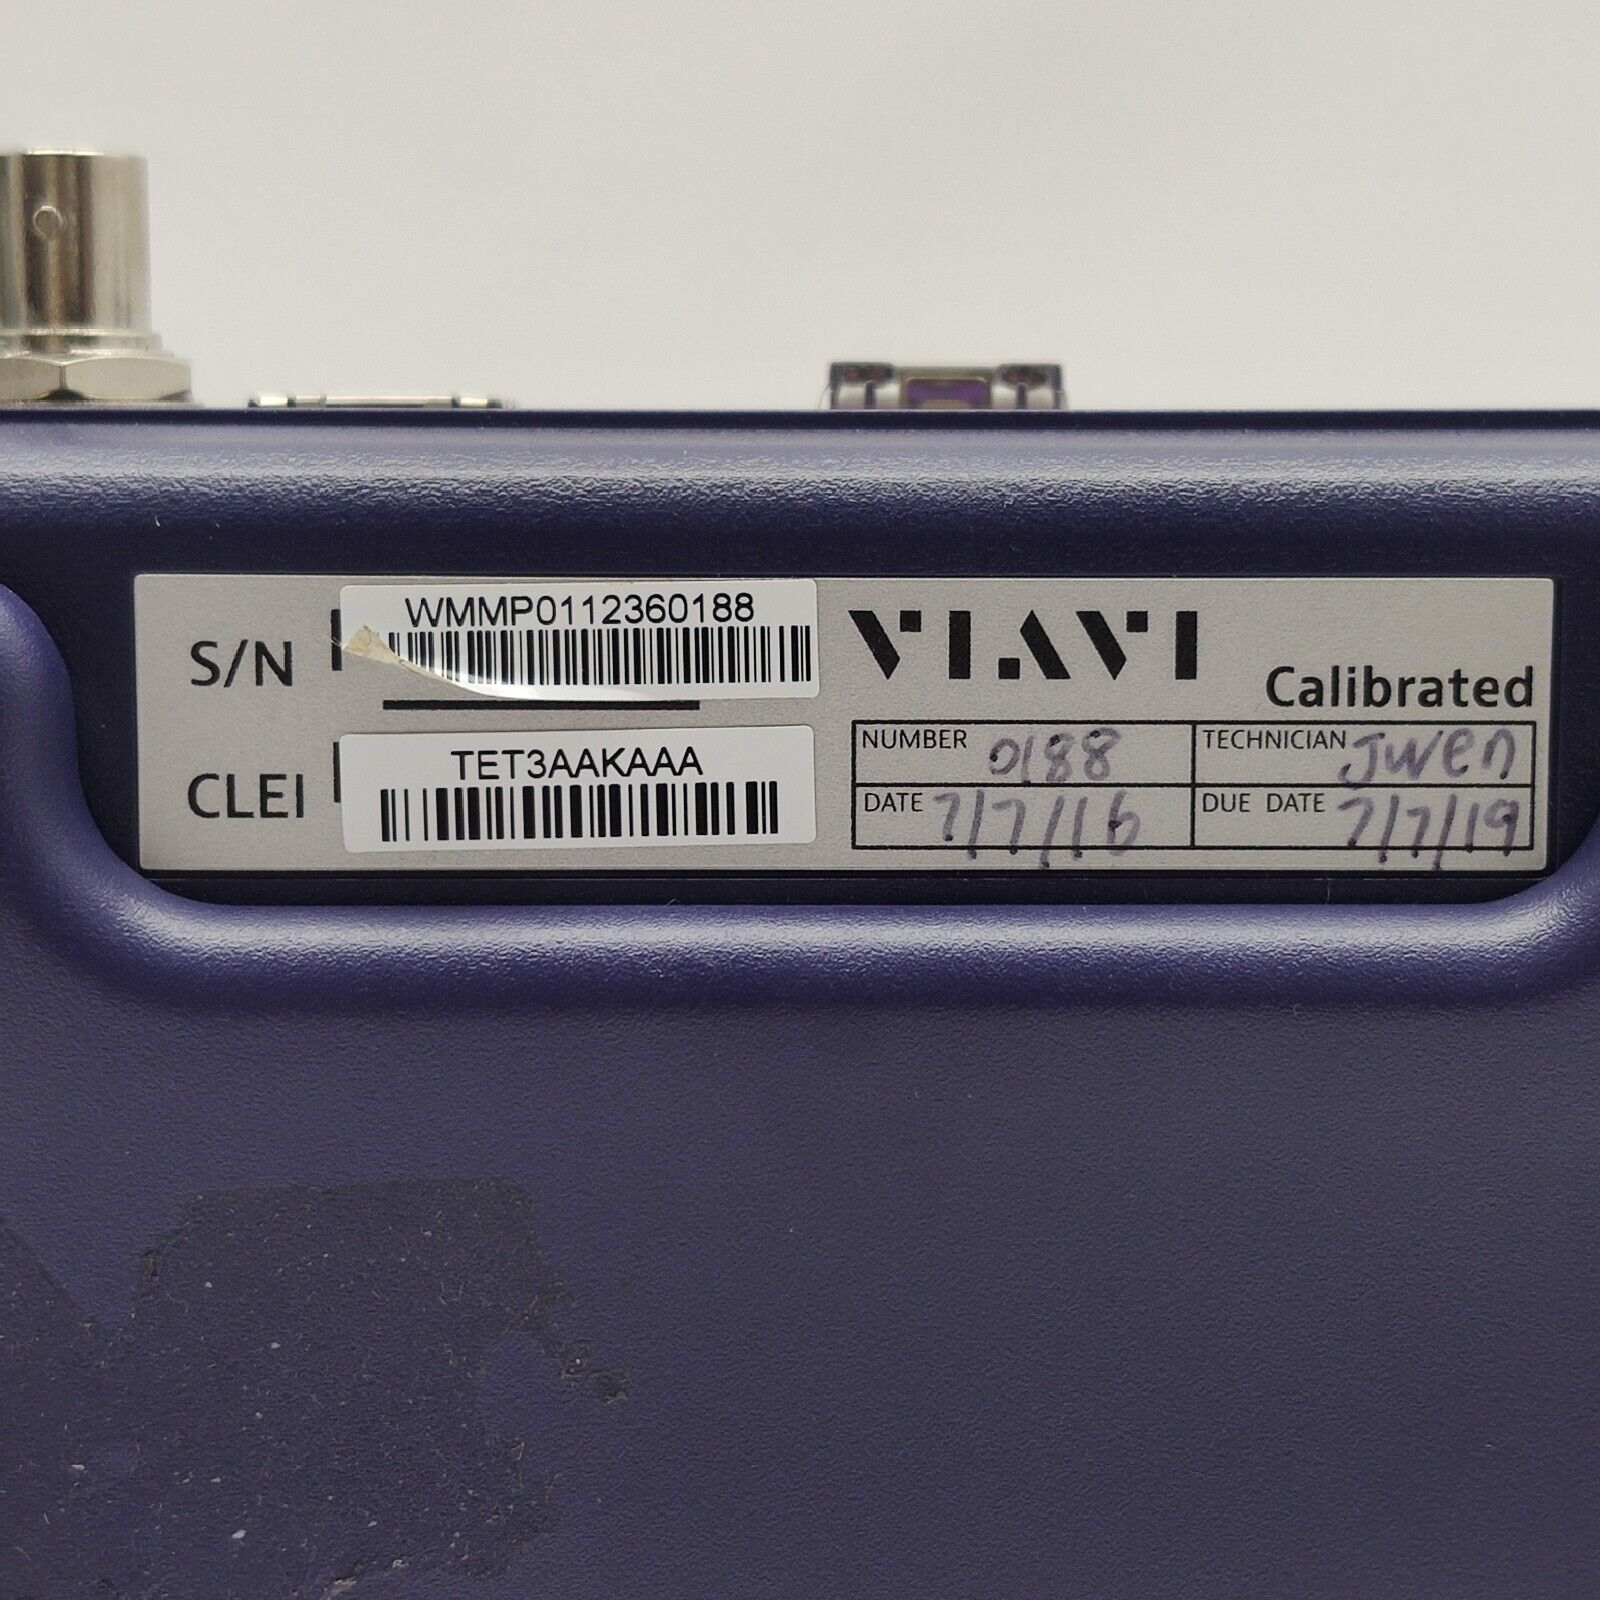 S/N WMMP0112360188
CLEI TET3AAKAAA
VIAVI
Calibrated
NUMBER 0188 TECHNICIAN Jwen
DATE 7/7/16 DUE DATE 7/7/19